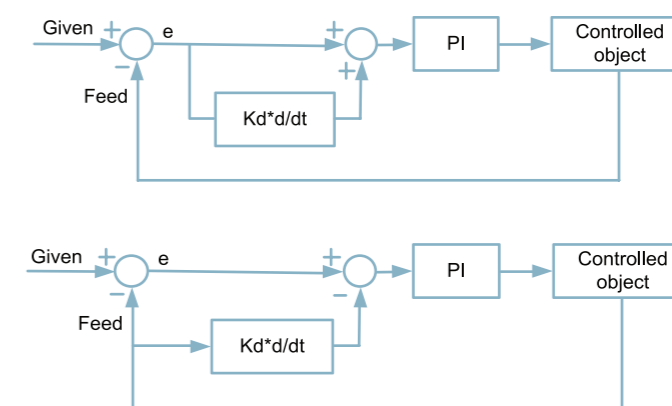 Given
+
e
+
PI
Controlled
object
−
+
Feed
Kd*d/dt
Given
+
e
+
PI
Controlled
object
−
−
Feed
Kd*d/dt